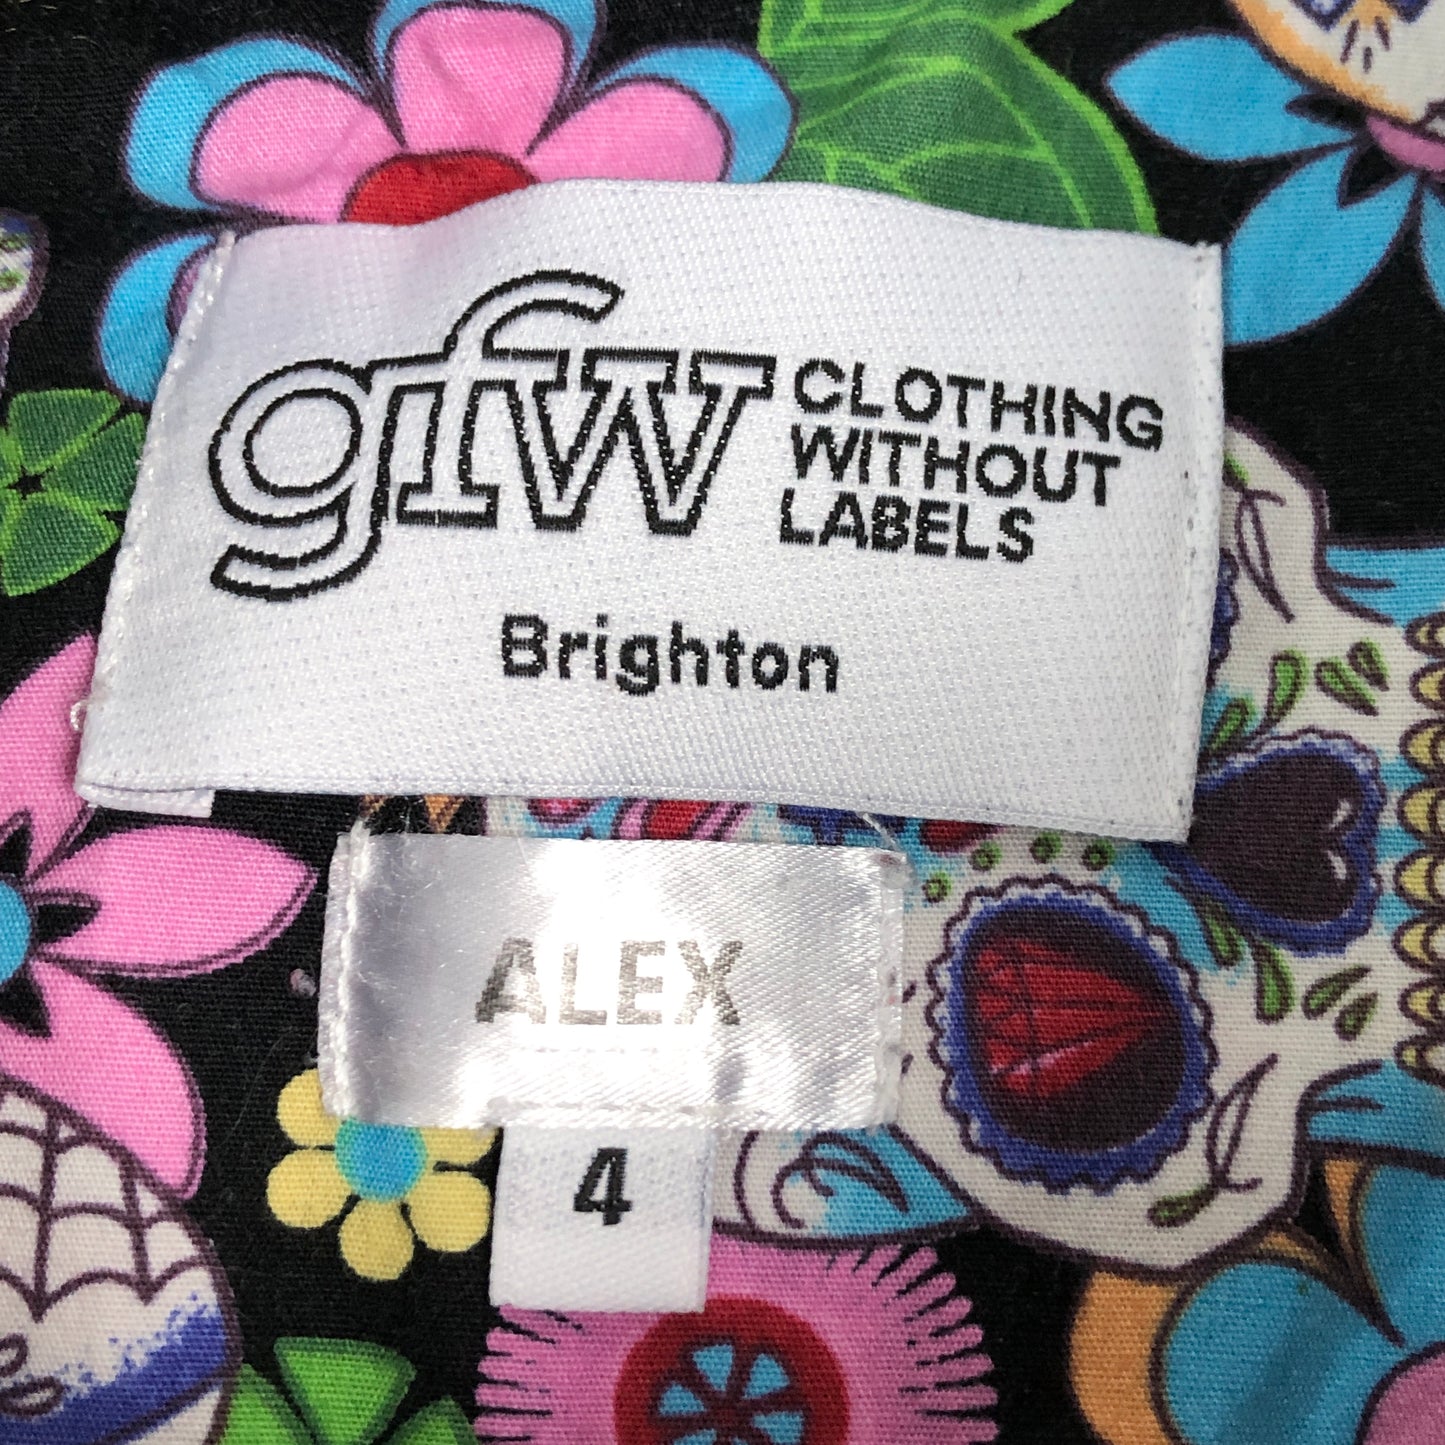 gfw
CLOTHING
WITHOUT
LABELS
Brighton
ALEX
4